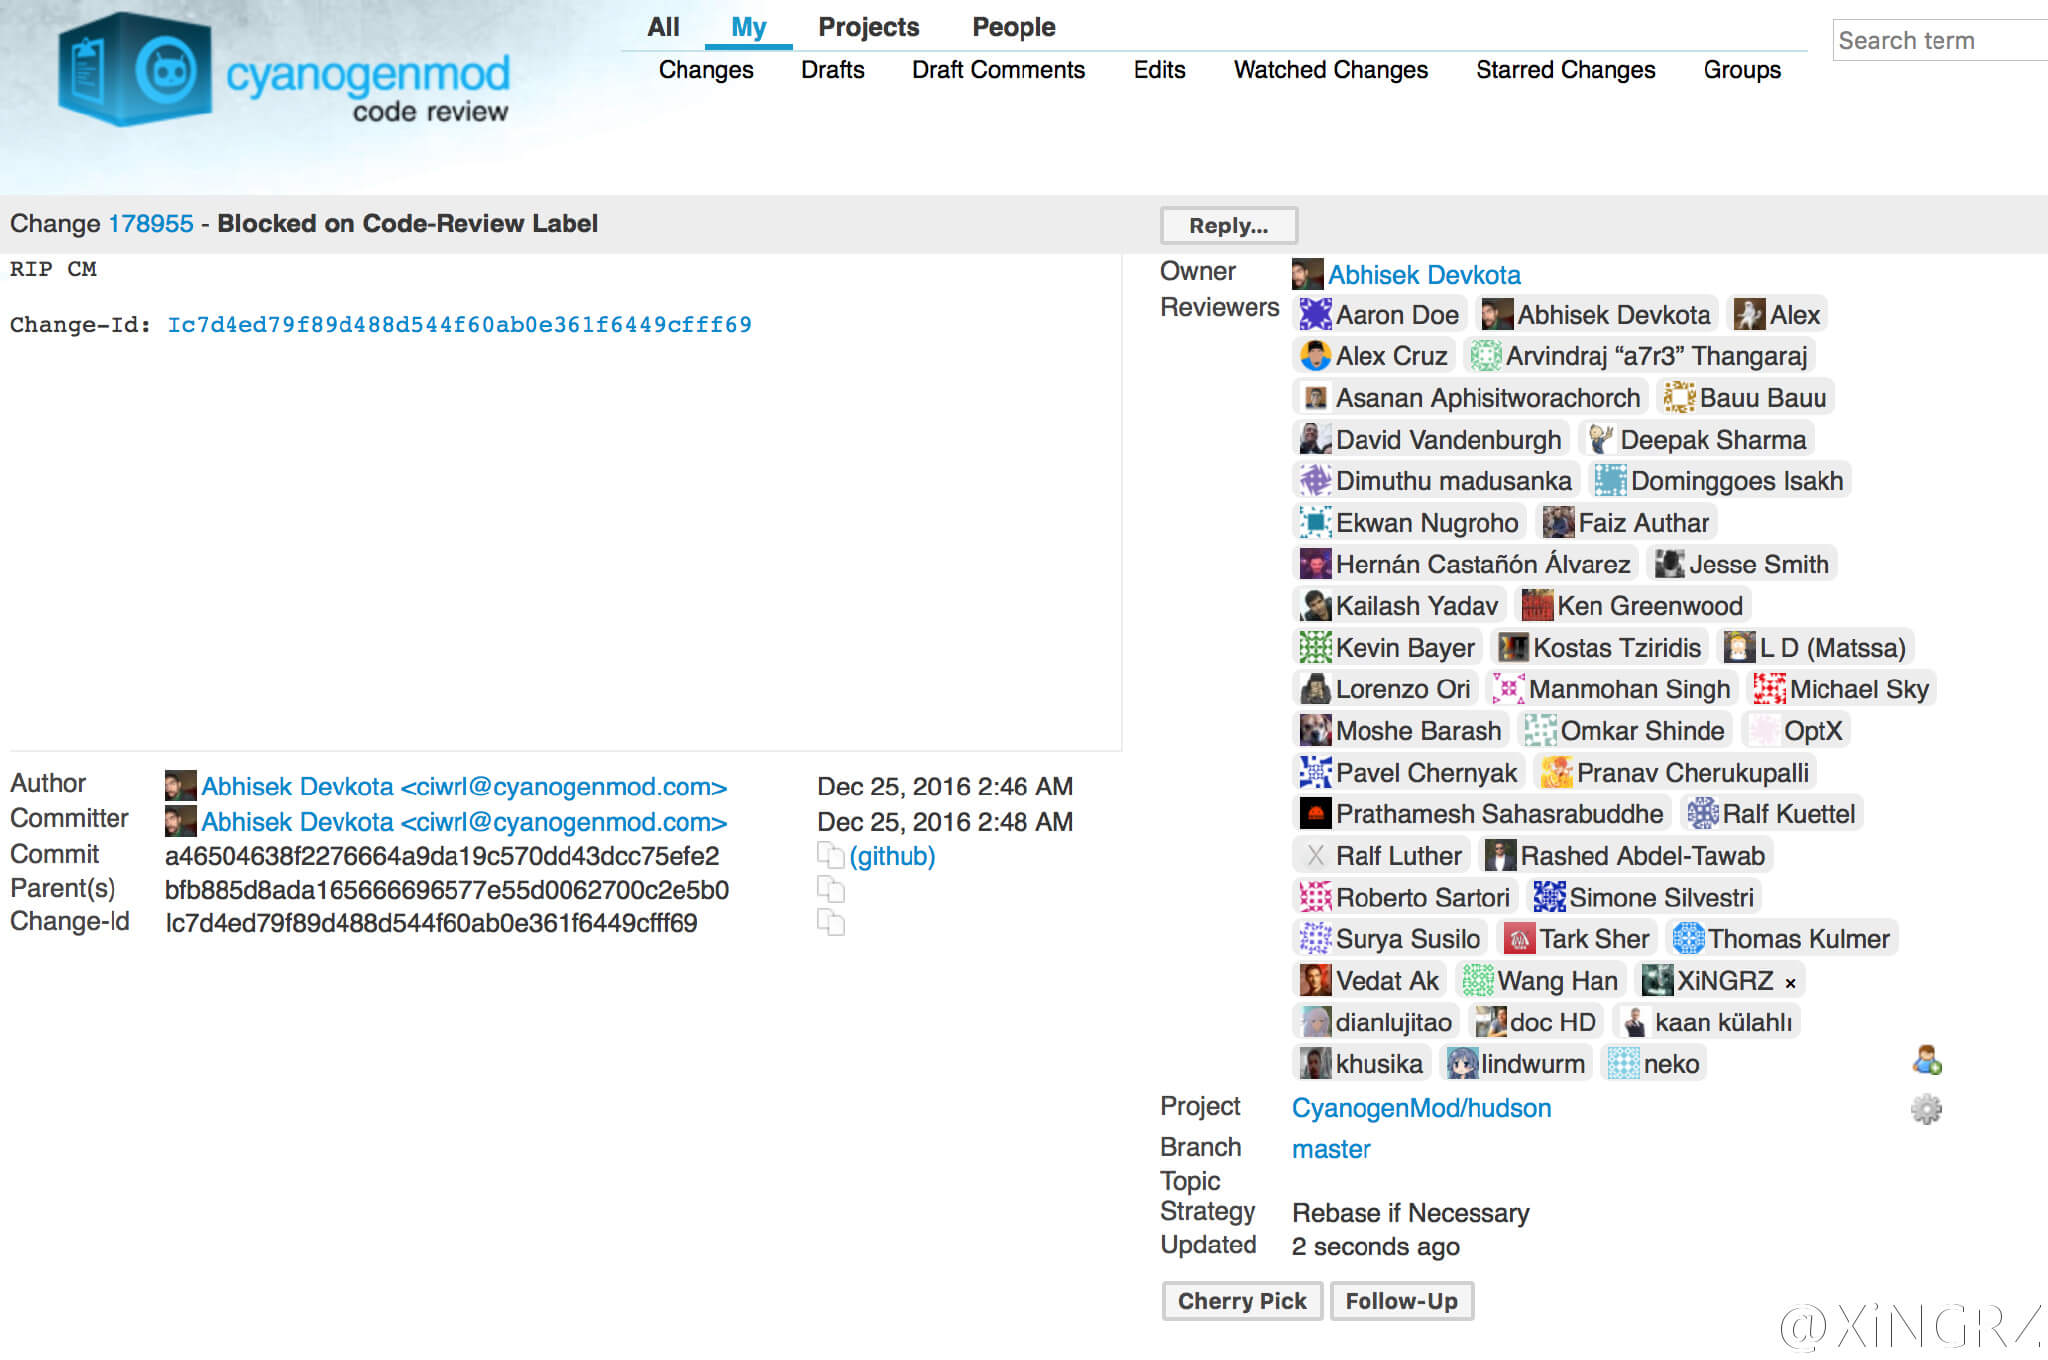 All My Projects People
Search term
Changes Drafts Draft Comments Edits Watched Changes Starred Changes Groups
cyanogenmod
code review
Change 178955 - Blocked on Code-Review Label
Reply...
RIP CM
Change-Id: Ic7d4ed79f89d488d544f60ab0e361f6449cfff69
Author Abhisek Devkota <ciwrl@cyanogenmod.com> Dec 25, 2016 2:46 AM
Committer Abhisek Devkota <ciwrl@cyanogenmod.com> Dec 25, 2016 2:48 AM
Commit a46504638f2276664a9da19c570dd43dcc75efe2 (github)
Parent(s) bfb885d8ada165666696577e55d0062700c2e5b0
Change-Id Ic7d4ed79f89d488d544f60ab0e361f6449cfff69
Owner Abhisek Devkota
Reviewers Aaron Doe Abhisek Devkota Alex
Alex Cruz Arvindraj “a7r3” Thangaraj
Asanan Aphisitworachorch Bauu Bauu
David Vandenburgh Deepak Sharma
Dimuthu madusanka Dominggoes Isakh
Ekwan Nugroho Faiz Authar
Hernán Castañón Álvarez Jesse Smith
Kailash Yadav Ken Greenwood
Kevin Bayer Kostas Tziridis L D (Matssa)
Lorenzo Ori Manmohan Singh Michael Sky
Moshe Barash Omkar Shinde OptX
Pavel Chernyak Pranav Cherukupalli
Prathamesh Sahasrabuddhe Ralf Kuettel
Ralf Luther Rashed Abdel-Tawab
Roberto Sartori Simone Silvestri
Surya Susilo Tark Sher Thomas Kulmer
Vedat Ak Wang Han XiNGRZ ×
dianlujitao doc HD kaan külahlı
khusika lindwurm neko
Project CyanogenMod/hudson
Branch master
Topic
Strategy Rebase if Necessary
Updated 2 seconds ago
Cherry Pick Follow-Up
@XiNGRZ